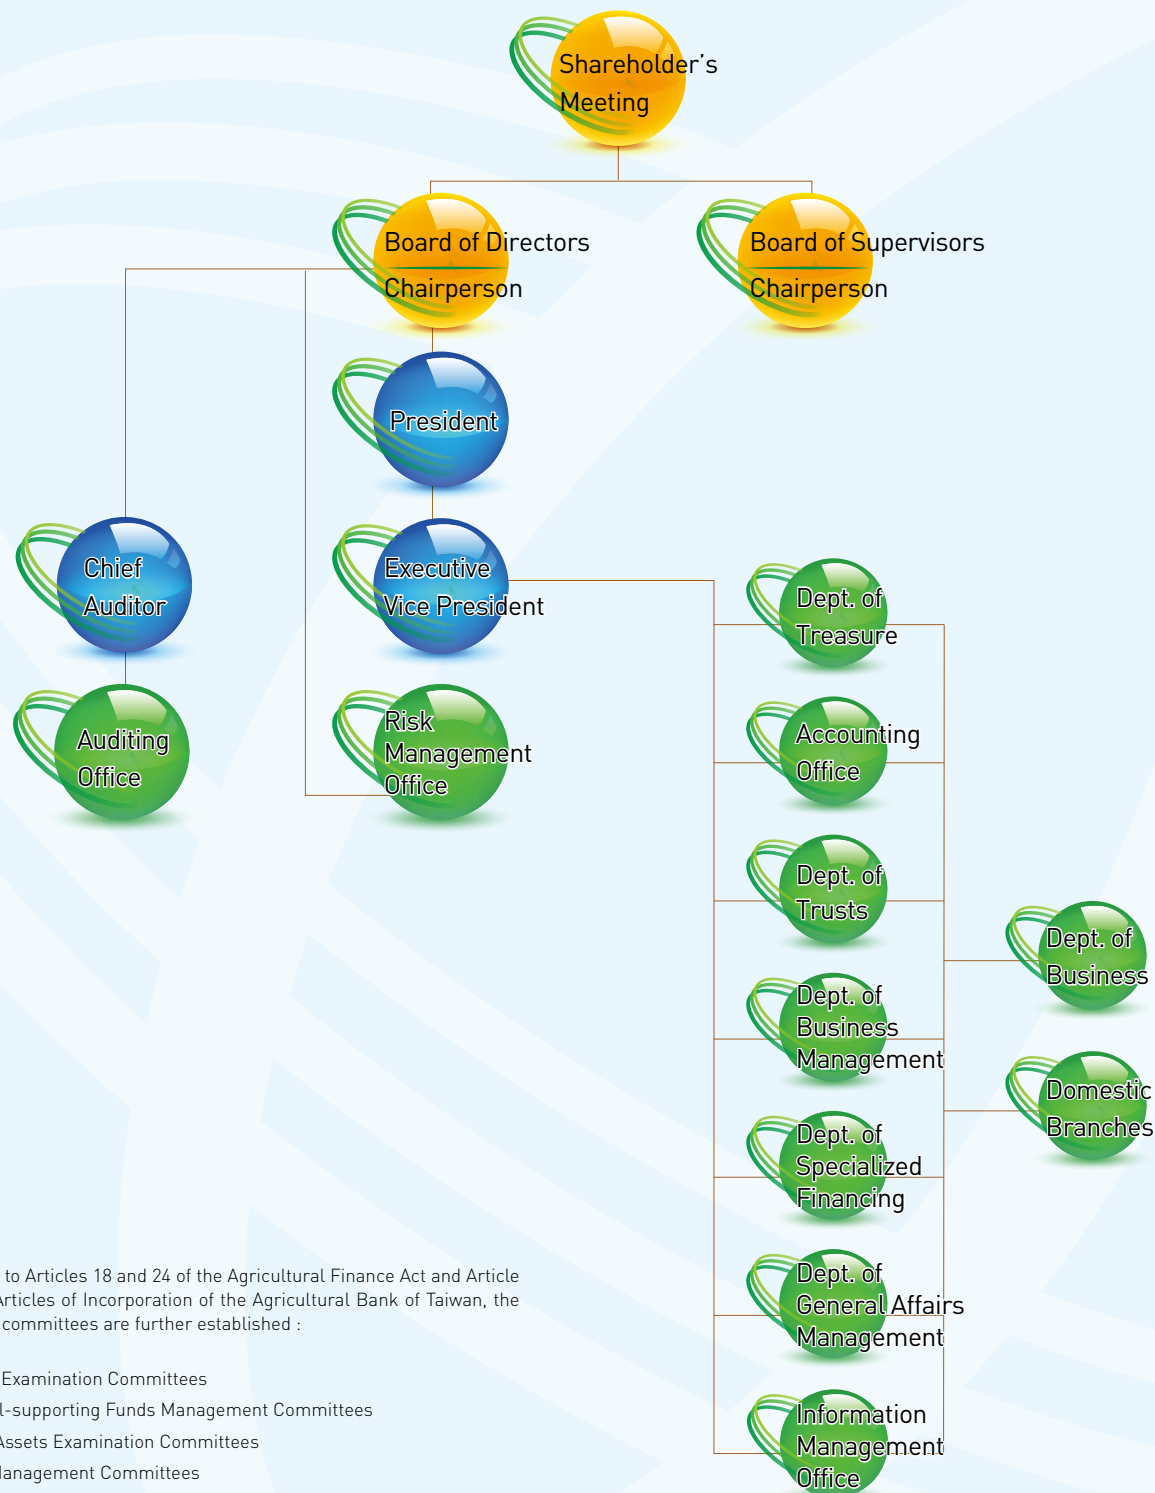 Shareholder's
Meeting
Board of Directors
Chairperson
Board of Supervisors
Chairperson
President
Chief
Auditor
Executive
Vice President
Auditing
Office
Risk
Management
Office
Dept. of
Treasure
Accounting
Office
Dept. of
Trusts
Dept. of
Business
Management
Dept. of
Specialized
Financing
Dept. of
General Affairs
Management
Information
Management
Office
Dept. of
Business
Domestic
Branches
to Articles 18 and 24 of the Agricultural Finance Act and Article
Articles of Incorporation of the Agricultural Bank of Taiwan, the
committees are further established :
Examination Committees
l-supporting Funds Management Committees
Assets Examination Committees
Management Committees